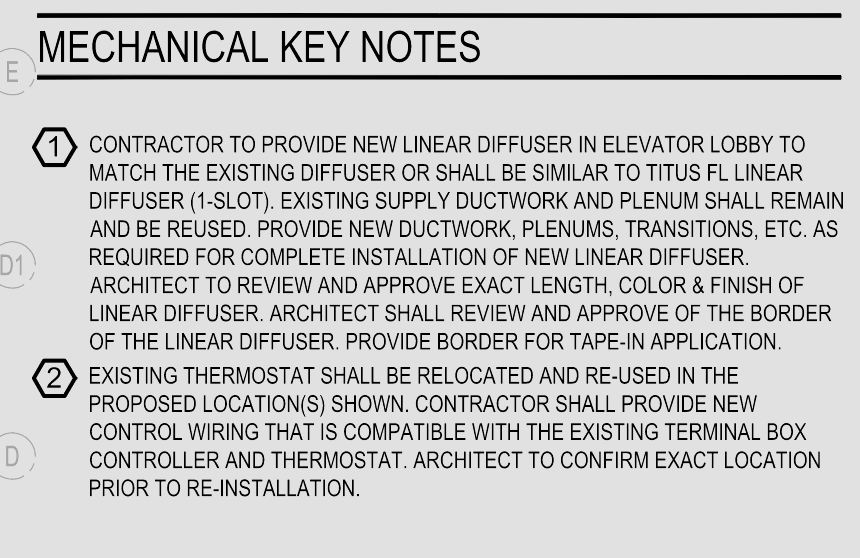 MECHANICAL KEY NOTES
E
1 CONTRACTOR TO PROVIDE NEW LINEAR DIFFUSER IN ELEVATOR LOBBY TO
MATCH THE EXISTING DIFFUSER OR SHALL BE SIMILAR TO TITUS FL LINEAR
DIFFUSER (1-SLOT). EXISTING SUPPLY DUCTWORK AND PLENUM SHALL REMAIN
AND BE REUSED. PROVIDE NEW DUCTWORK, PLENUMS, TRANSITIONS, ETC. AS
REQUIRED FOR COMPLETE INSTALLATION OF NEW LINEAR DIFFUSER.
D1
ARCHITECT TO REVIEW AND APPROVE EXACT LENGTH, COLOR & FINISH OF
LINEAR DIFFUSER. ARCHITECT SHALL REVIEW AND APPROVE OF THE BORDER
OF THE LINEAR DIFFUSER. PROVIDE BORDER FOR TAPE-IN APPLICATION.
2 EXISTING THERMOSTAT SHALL BE RELOCATED AND RE-USED IN THE
PROPOSED LOCATION(S) SHOWN. CONTRACTOR SHALL PROVIDE NEW
CONTROL WIRING THAT IS COMPATIBLE WITH THE EXISTING TERMINAL BOX
D
CONTROLLER AND THERMOSTAT. ARCHITECT TO CONFIRM EXACT LOCATION
PRIOR TO RE-INSTALLATION.